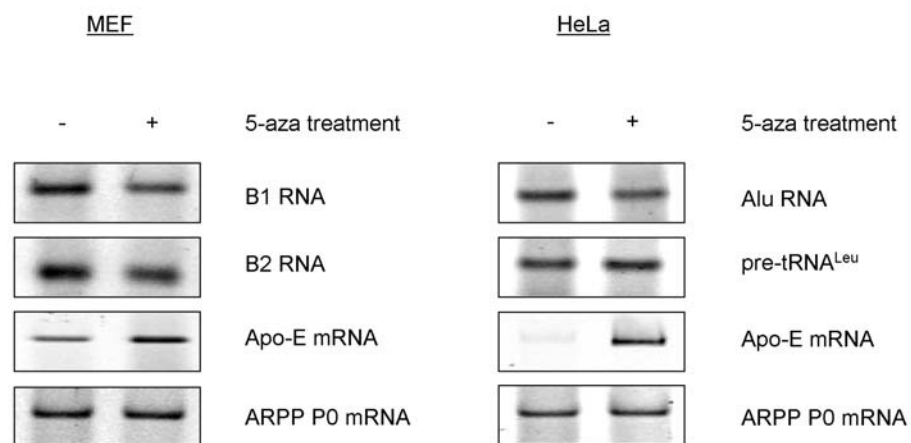 MEF
- + 5-aza treatment
B1 RNA
B2 RNA
Apo-E mRNA
ARPP P0 mRNA
HeLa
- + 5-aza treatment
Alu RNA
pre-tRNALeu
Apo-E mRNA
ARPP P0 mRNA